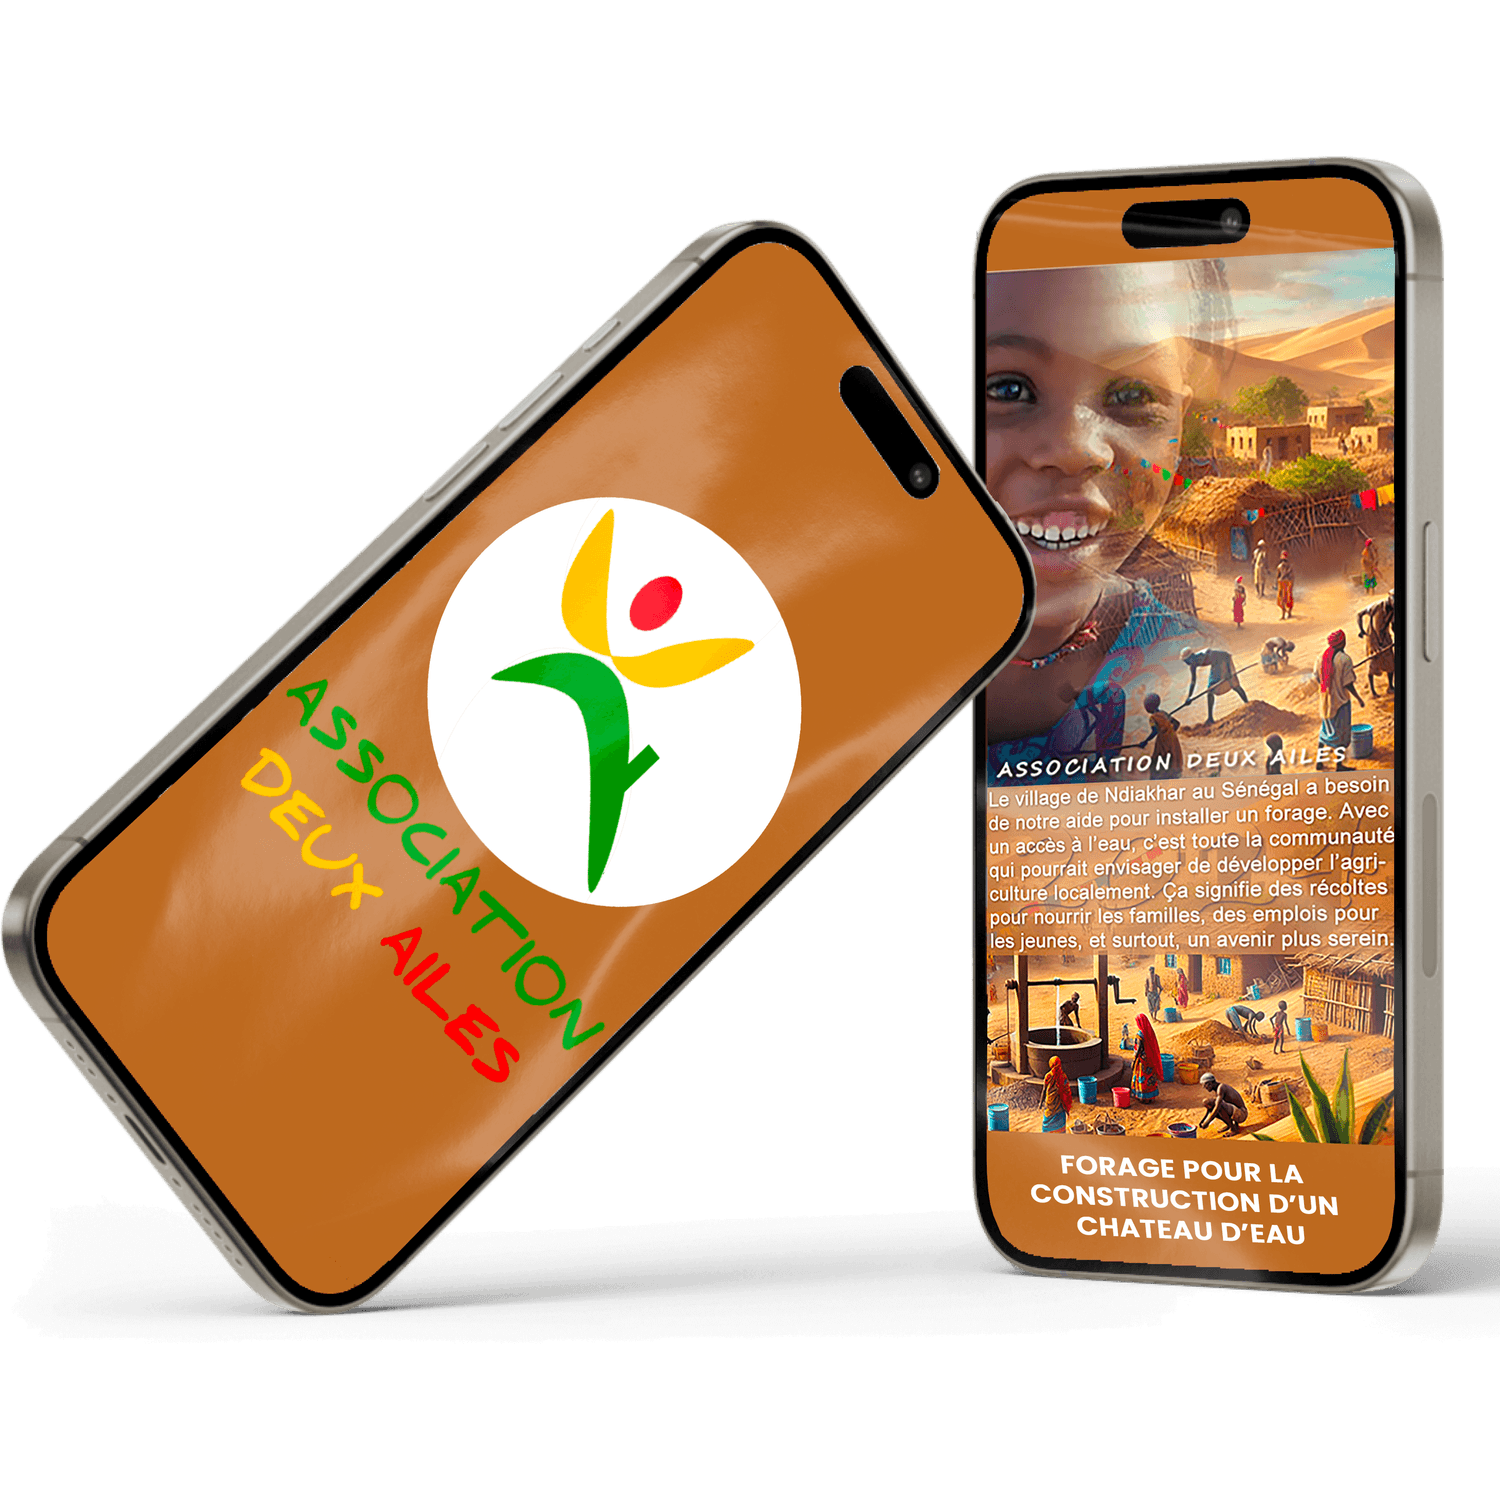 ASSOCIATION
DEUX AILES
ASSOCIATION DEUX AILES
Le village de Ndiakhar au Sénégal a besoin
de notre aide pour installer un forage. Avec
un accès à l'eau, c'est toute la communauté
qui pourrait envisager de développer l'agri-
culture localement. Ça signifie des récoltes
pour nourrir les familles, des emplois pour
les jeunes, et surtout, un avenir plus serein.
FORAGE POUR LA
CONSTRUCTION D'UN
CHATEAU D'EAU